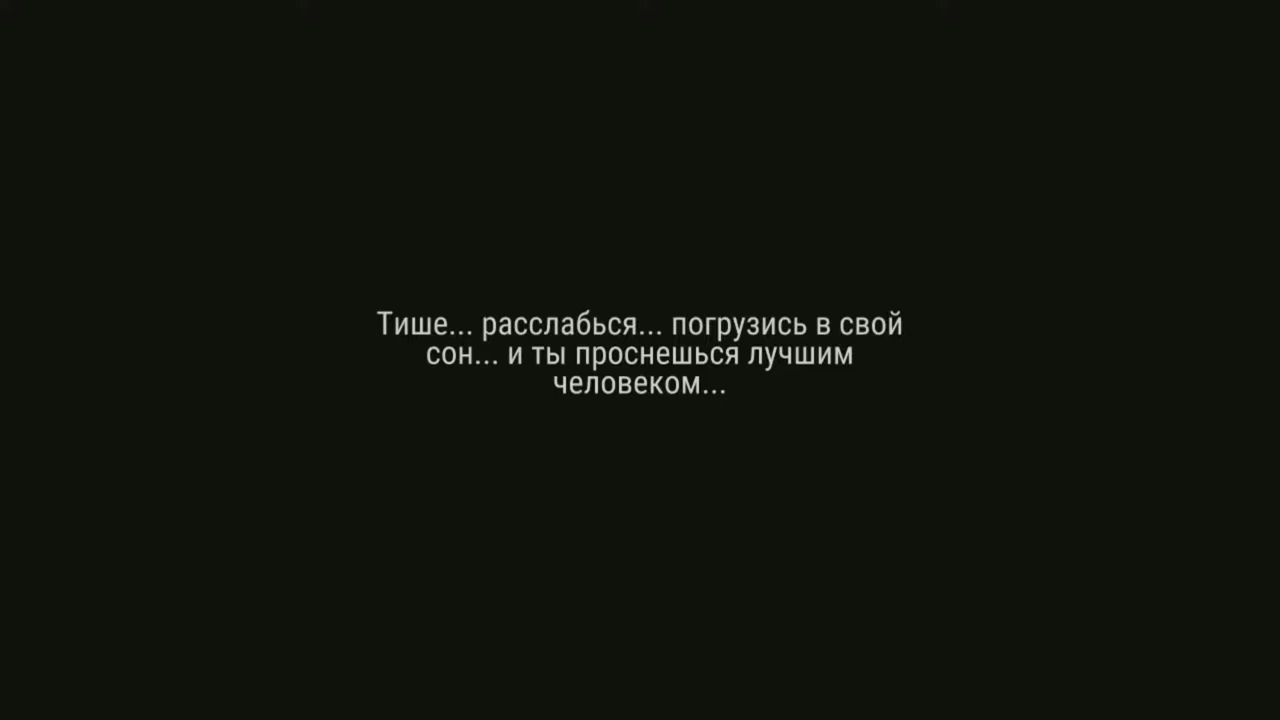 Тише... расслабься... погрузись в свой
сон... и ты проснешься лучшим
человеком...